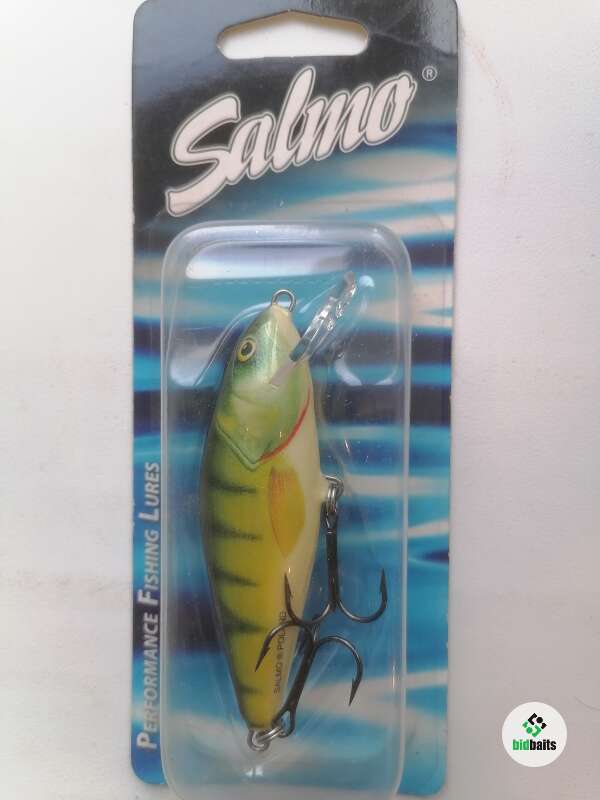 Salmo®
PERFORMANCE FISHING LURES
SALMO ® POLAND
bidbaits